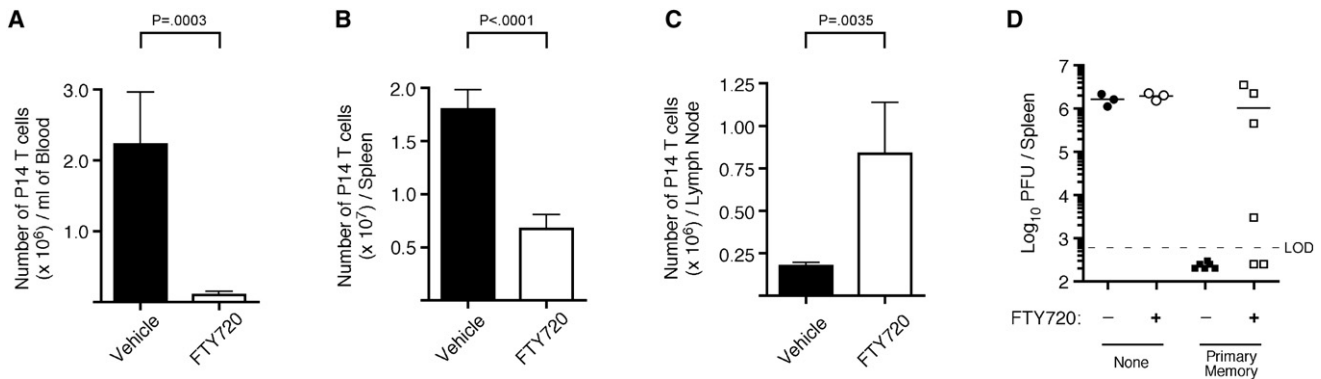 A
P=.0003
Number of P14 T cells
(x 10⁶) / ml of Blood
3.0
2.0
1.0
Vehicle
FTY720
B
P<.0001
Number of P14 T cells
(x 10⁷) / Spleen
2.0
1.5
1.0
0.5
Vehicle
FTY720
C
P=.0035
Number of P14 T cells
(x 10⁶) / Lymph Node
1.25
1.00
0.75
0.50
0.25
Vehicle
FTY720
D
Log₁₀ PFU / Spleen
7
6
5
4
3
2
LOD
FTY720: – + – +
None
Primary
Memory